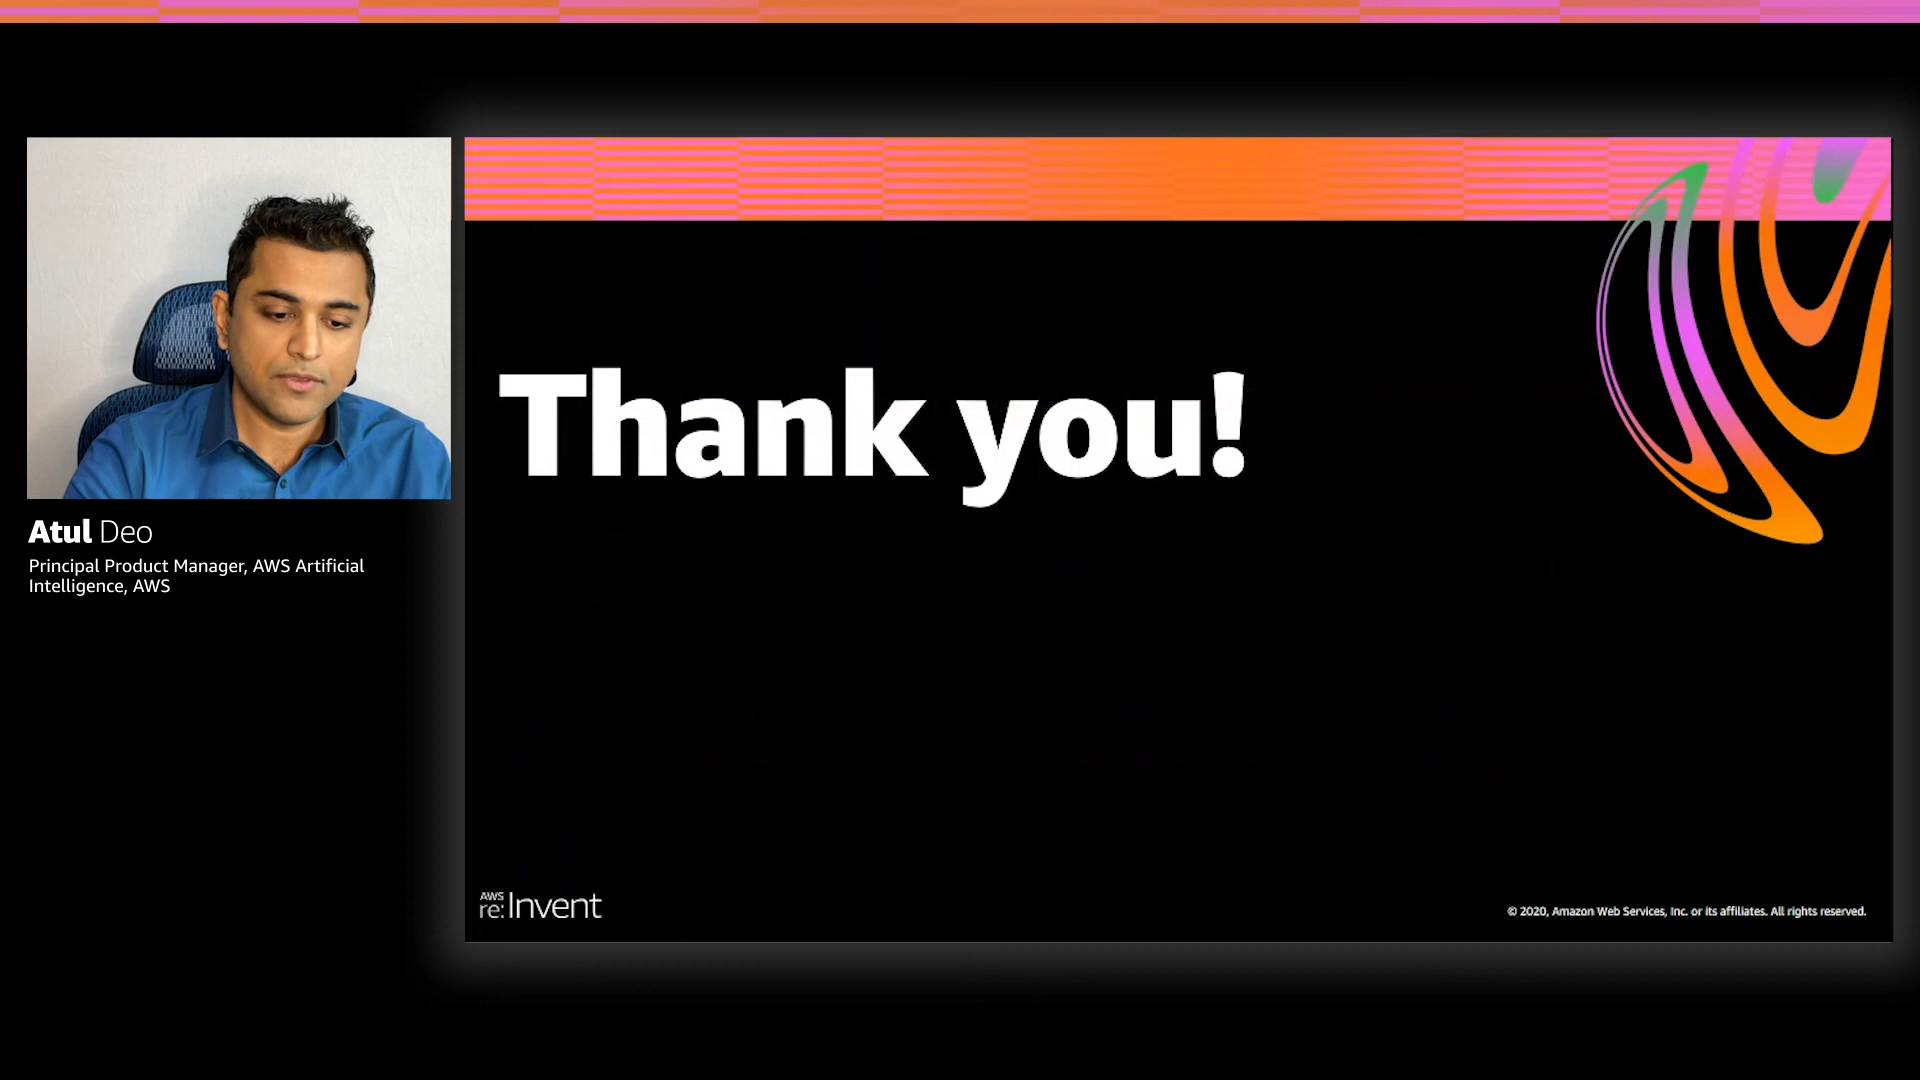 Thank you!
Atul Deo
Principal Product Manager, AWS Artificial
Intelligence, AWS
AWS
re:Invent
© 2020, Amazon Web Services, Inc. or its affiliates. All rights reserved.